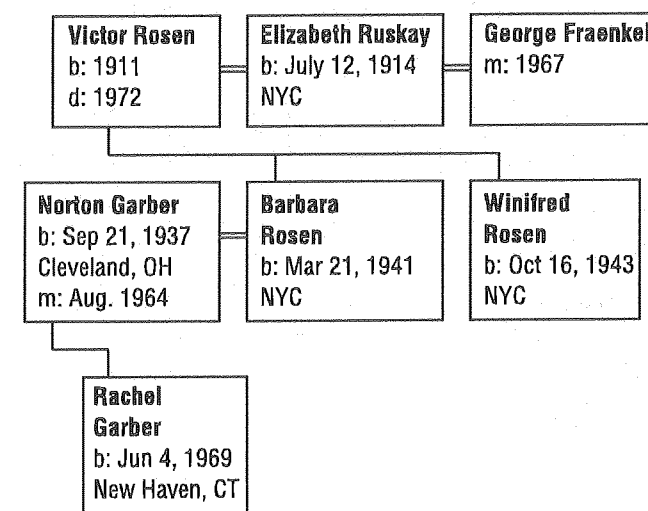 Victor Rosen
b: 1911
d: 1972
Elizabeth Ruskay
b: July 12, 1914
NYC
George Fraenkel
m: 1967
Norton Garber
b: Sep 21, 1937
Cleveland, OH
m: Aug. 1964
Barbara
Rosen
b: Mar 21, 1941
NYC
Winifred
Rosen
b: Oct 16, 1943
NYC
Rachel
Garber
b: Jun 4, 1969
New Haven, CT